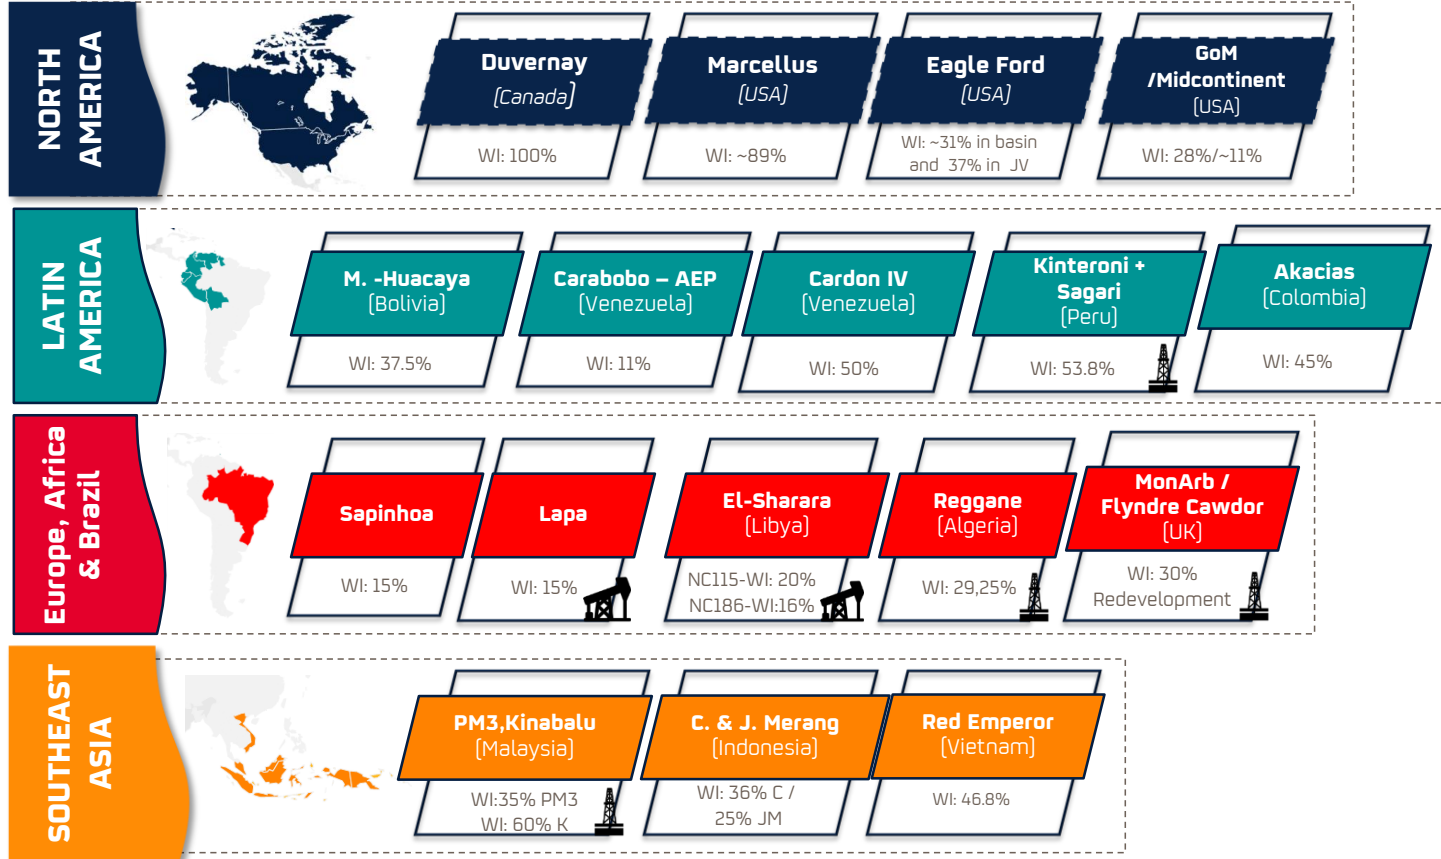 NORTH
AMERICA
Duvernay
(Canada)
WI: 100%
Marcellus
(USA)
WI: ~89%
Eagle Ford
(USA)
WI: ~31% in basin
and 37% in JV
GoM
/Midcontinent
(USA)
WI: 28%/~11%
LATIN
AMERICA
M. -Huacaya
(Bolivia)
WI: 37.5%
Carabobo – AEP
(Venezuela)
WI: 11%
Cardon IV
(Venezuela)
WI: 50%
Kinteroni +
Sagari
(Peru)
WI: 53.8%
Akacias
(Colombia)
WI: 45%
Europe, Africa
& Brazil
Sapinhoa
WI: 15%
Lapa
WI: 15%
El-Sharara
(Libya)
NC115-WI: 20%
NC186-WI:16%
Reggane
(Algeria)
WI: 29,25%
MonArb /
Flyndre Cawdor
(UK)
WI: 30%
Redevelopment
SOUTHEAST
ASIA
PM3,Kinabalu
(Malaysia)
WI:35% PM3
WI: 60% K
C. & J. Merang
(Indonesia)
WI: 36% C /
25% JM
Red Emperor
(Vietnam)
WI: 46.8%